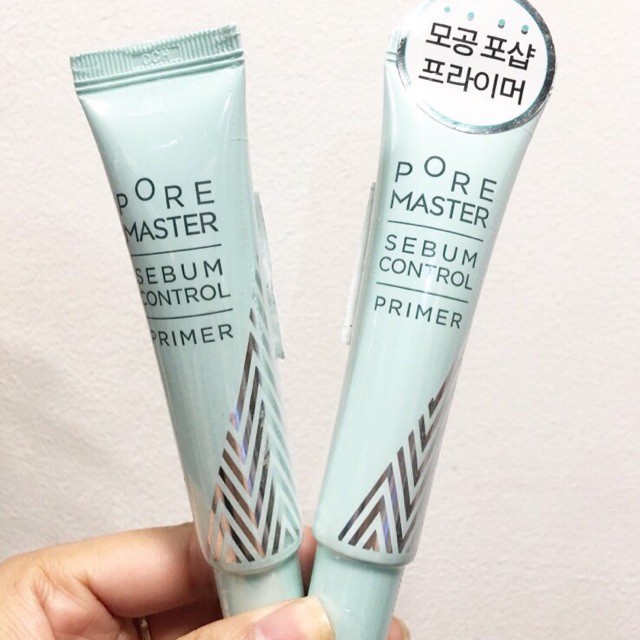 PORE
MASTER
SEBUM
CONTROL
PRIMER
모공 포샵
프라이머
PORE
MASTER
SEBUM
CONTROL
PRIMER